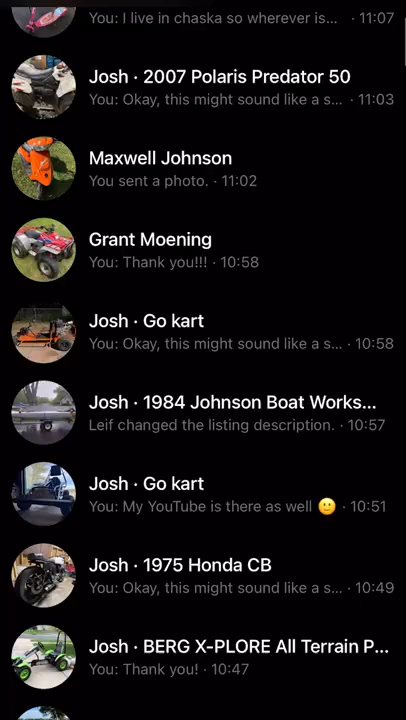 You: I live in chaska so wherever is... · 11:07
Josh · 2007 Polaris Predator 50
You: Okay, this might sound like a s... · 11:03
Maxwell Johnson
You sent a photo. · 11:02
Grant Moening
You: Thank you!!! · 10:58
Josh · Go kart
You: Okay, this might sound like a s... · 10:58
Josh · 1984 Johnson Boat Works...
Leif changed the listing description. · 10:57
Josh · Go kart
You: My YouTube is there as well 🙂 · 10:51
Josh · 1975 Honda CB
You: Okay, this might sound like a s... · 10:49
Josh · BERG X-PLORE All Terrain P...
You: Thank you! · 10:47